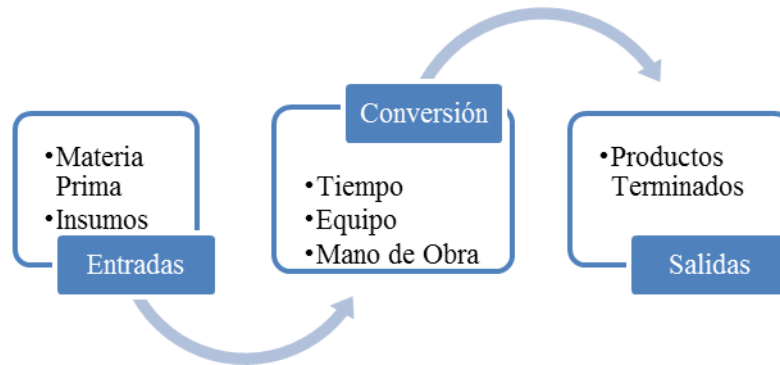 •Materia
Prima
•Insumos
Entradas
Conversión
•Tiempo
•Equipo
•Mano de Obra
•Productos
Terminados
Salidas